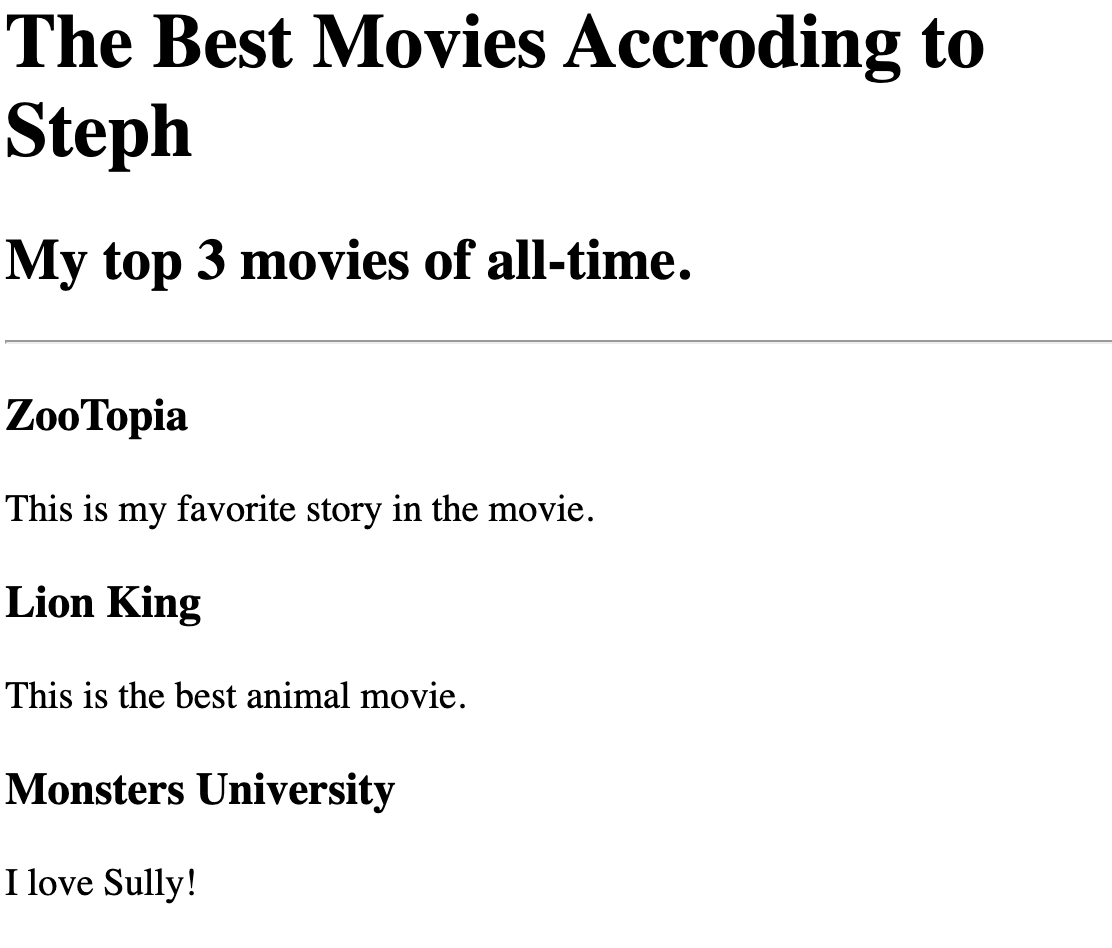 The Best Movies Accroding to
Steph
My top 3 movies of all-time.
ZooTopia
This is my favorite story in the movie.
Lion King
This is the best animal movie.
Monsters University
I love Sully!